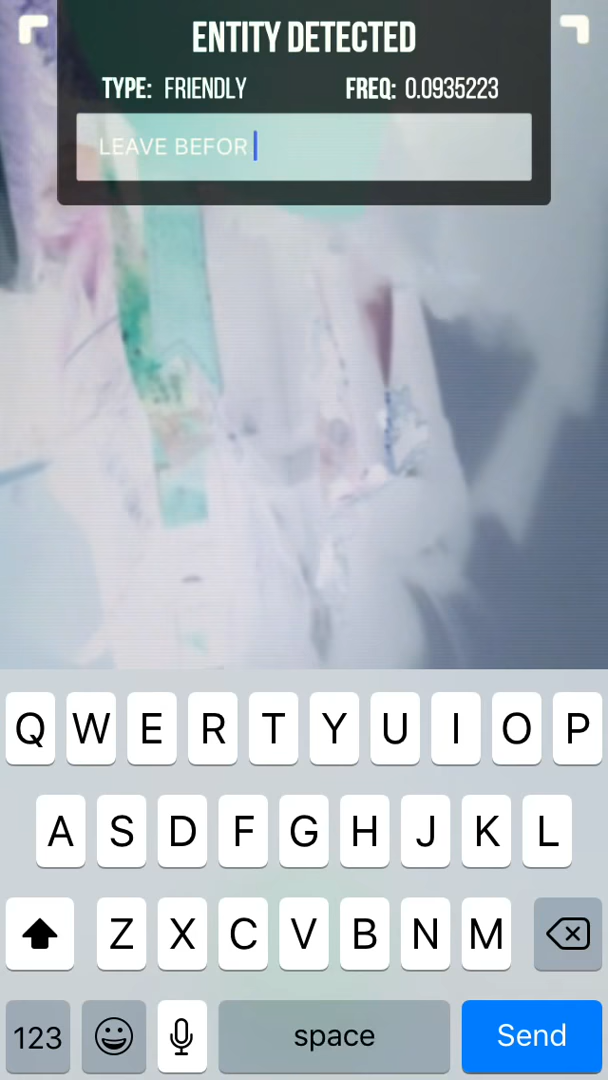 ENTITY DETECTED
TYPE: FRIENDLY FREQ: 0.0935223
LEAVE BEFOR
Q W E R T Y U I O P
A S D F G H J K L
Z X C V B N M
123 space Send